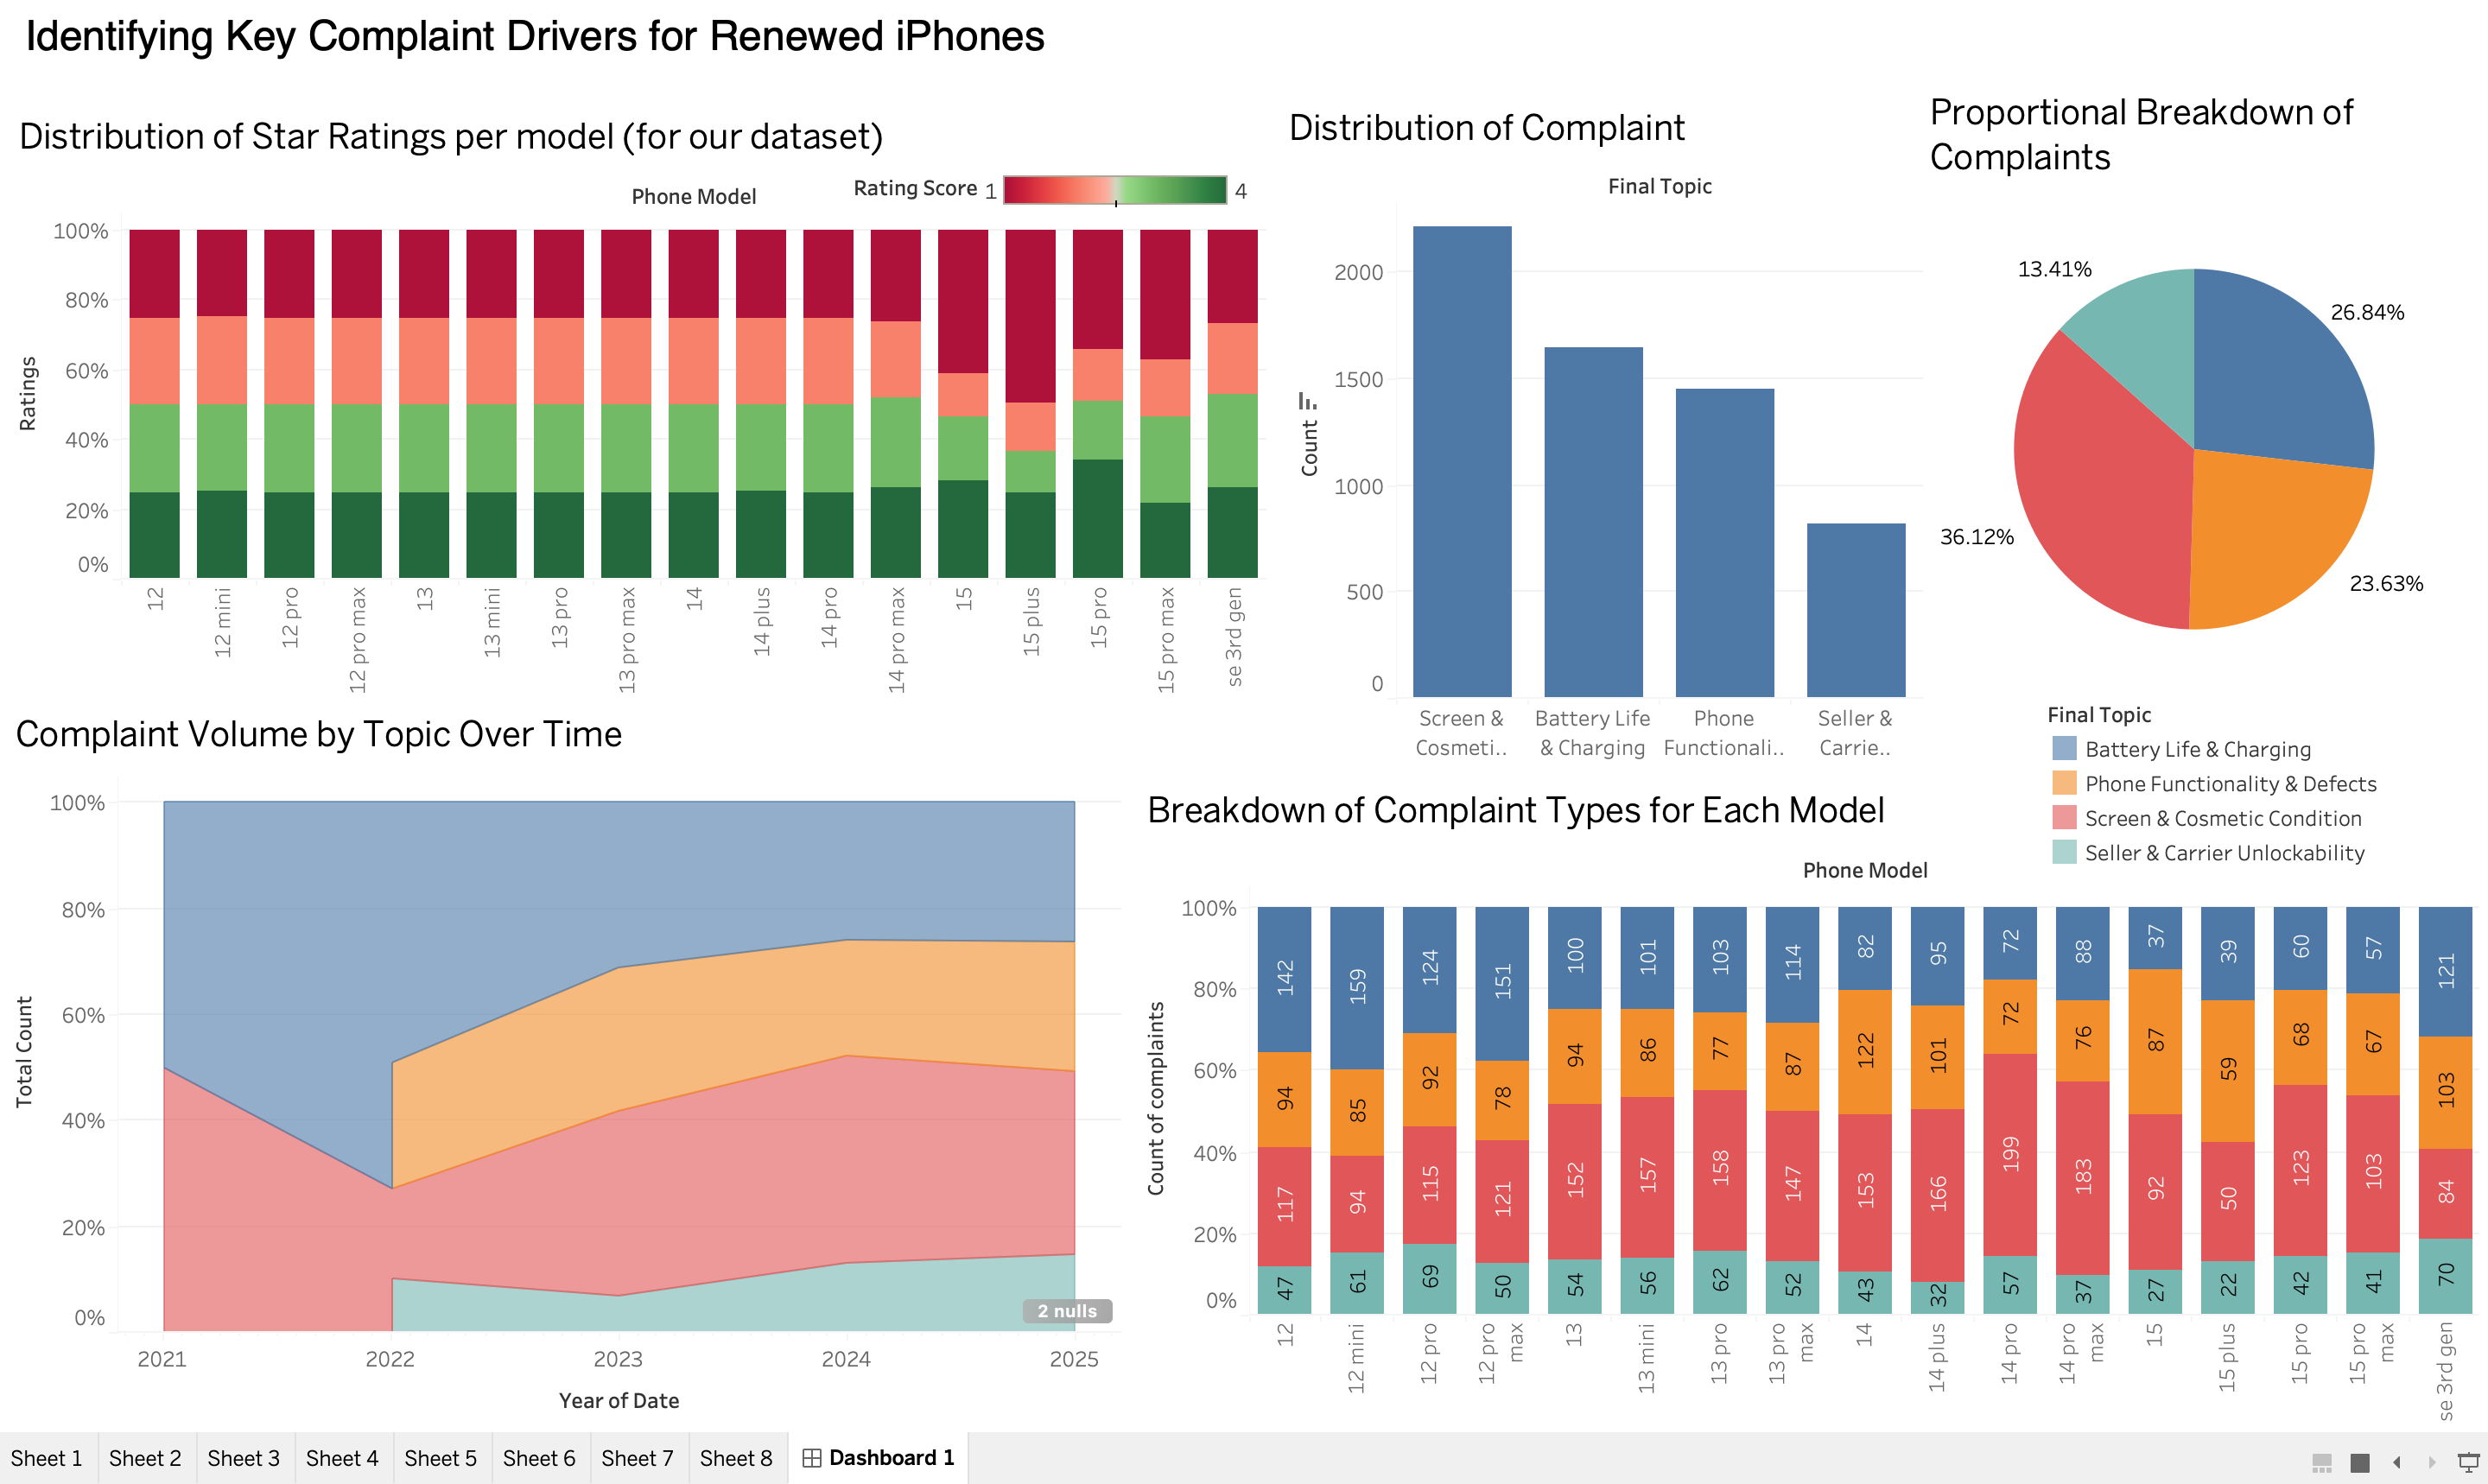 Identifying Key Complaint Drivers for Renewed iPhones
Distribution of Star Ratings per model (for our dataset)
Phone Model
Rating Score 1 4
Ratings
100%
80%
60%
40%
20%
0%
12
12 mini
12 pro
12 pro max
13
13 mini
13 pro
13 pro max
14
14 plus
14 pro
14 pro max
15
15 plus
15 pro
15 pro max
se 3rd gen
Distribution of Complaint
Final Topic
Count
2000
1500
1000
500
0
Screen &
Cosmeti..
Battery Life
& Charging
Phone
Functionali..
Seller &
Carrie..
Proportional Breakdown of
Complaints
13.41%
26.84%
36.12%
23.63%
Final Topic
Battery Life & Charging
Phone Functionality & Defects
Screen & Cosmetic Condition
Seller & Carrier Unlockability
Complaint Volume by Topic Over Time
Total Count
100%
80%
60%
40%
20%
0%
2 nulls
2021
2022
2023
2024
2025
Year of Date
Breakdown of Complaint Types for Each Model
Phone Model
Count of complaints
100%
80%
60%
40%
20%
0%
142 159 124 151 100 101 103 114 82 95 72 88 37 39 60 57 121
94 85 92 78 94 86 77 87 122 101 72 76 87 59 68 67 103
117 94 115 121 152 157 158 147 153 166 199 183 92 50 123 103 84
47 61 69 50 54 56 62 52 43 32 57 37 27 22 42 41 70
12
12 mini
12 pro
12 pro
max
13
13 mini
13 pro
13 pro
max
14
14 plus
14 pro
14 pro
max
15
15 plus
15 pro
15 pro
max
se 3rd gen
Sheet 1 Sheet 2 Sheet 3 Sheet 4 Sheet 5 Sheet 6 Sheet 7 Sheet 8 Dashboard 1